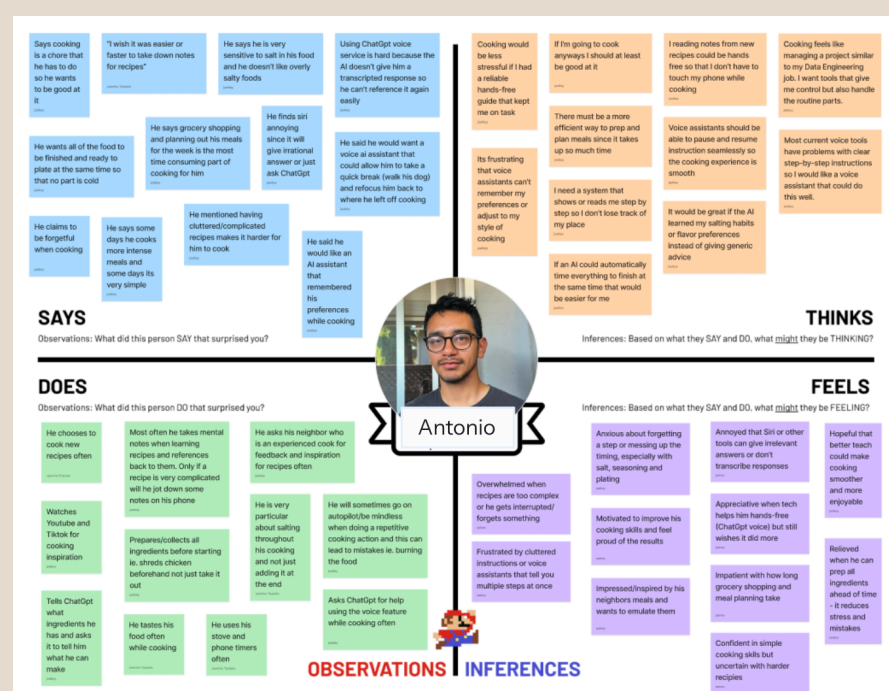 Says cooking
is a chore that
he has to do
so he wants
to be good at
it
"I wish it was easier or
faster to take down notes
for recipes"
He says he is very
sensitive to salt in his food
and he doesn't like overly
salty foods
Using ChatGpt voice
service is hard because the
AI doesn't give him a
transcripted response so
he can't reference it again
easily
He wants all of the food to
be finished and ready to
plate at the same time so
that no part is cold
He says grocery shopping
and planning out his meals
for the week is the most
time consuming part of
cooking for him
He finds siri
annoying
since it will
give irrational
answer or just
ask ChatGpt
He said he would want a
voice ai assistant that
could allow him to take a
quick break (walk his dog)
and refocus him back to
where he left off cooking
He claims to
be forgetful
when cooking
He says some
days he cooks
more intense
meals and
some days its
very simple
He mentioned having
cluttered/complicated
recipes makes it harder for
him to cook
He said he
would like an
AI assistant
that
remembered
his
preferences
while cooking
SAYS
Observations: What did this person SAY that surprised you?
Cooking would
be less
stressful if I had
a reliable
hands-free
guide that kept
me on task
If I'm going to cook
anyways I should at least
be good at it
I reading notes from new
recipes could be hands
free so that I don't have to
touch my phone while
cooking
Cooking feels like
managing a project similar
to my Data Engineering
job. I want tools that give
me control but also handle
the routine parts.
Its frustrating
that voice
assistants can't
remember my
preferences or
adjust to my
style of
cooking
There must be a more
efficient way to prep and
plan meals since it takes
up so much time
Voice assistants should be
able to pause and resume
instruction seamlessly so
the cooking experience is
smooth
Most current voice tools
have problems with clear
step-by-step instructions
so I would like a voice
assistant that could do
this well.
I need a system that
shows or reads me step by
step so I don't lose track of
my place
It would be great if the AI
learned my salting habits
or flavor preferences
instead of giving generic
advice
If an AI could automatically
time everything to finish at
the same time that would
be easier for me
THINKS
Inferences: Based on what they SAY and DO, what might they be THINKING?
Antonio
DOES
Observations: What did this person DO that surprised you?
He chooses to
cook new
recipes often
Most often he takes mental
notes when learning
recipes and references
back to them. Only if a
recipe is very complicated
will he jot down some
notes on his phone
He asks his neighbor who
is an experienced cook for
feedback and inspiration
for recipes often
Watches
Youtube and
Tiktok for
cooking
inspiration
Prepares/collects all
ingredients before starting
ie. shreds chicken
beforehand not just take it
out
He is very
particular
about salting
throughout
his cooking
and not just
adding it at
the end
He will sometimes go on
autopilot/be mindless
when doing a repetitive
cooking action and this can
lead to mistakes ie. burning
the food
Tells ChatGpt
what
ingredients he
has and asks
it to tell him
what he can
make
He tastes his
food often
while cooking
He uses his
stove and
phone timers
often
Asks ChatGpt for help
using the voice feature
while cooking often
FEELS
Inferences: Based on what they SAY and DO, what might they be FEELING?
Overwhelmed when
recipes are too complex
or he gets interrupted/
forgets something
Frustrated by cluttered
instructions or voice
assistants that tell you
multiple steps at once
Anxious about forgetting
a step or messing up the
timing, especially with
salt, seasoning and
plating
Annoyed that Siri or other
tools can give irrelevant
answers or don't
transcribe responses
Hopeful that
better teach
could make
cooking
smoother
and more
enjoyable
Motivated to improve his
cooking skills and feel
proud of the results
Appreciative when tech
helps him hands-free
(ChatGpt voice) but still
wishes it did more
Impressed/inspired by his
neighbors meals and
wants to emulate them
Impatient with how long
grocery shopping and
meal planning take
Relieved
when he can
prep all
ingredients
ahead of time
- it reduces
stress and
mistakes
Confident in simple
cooking skils but
uncertain with harder
recipies
OBSERVATIONS
INFERENCES